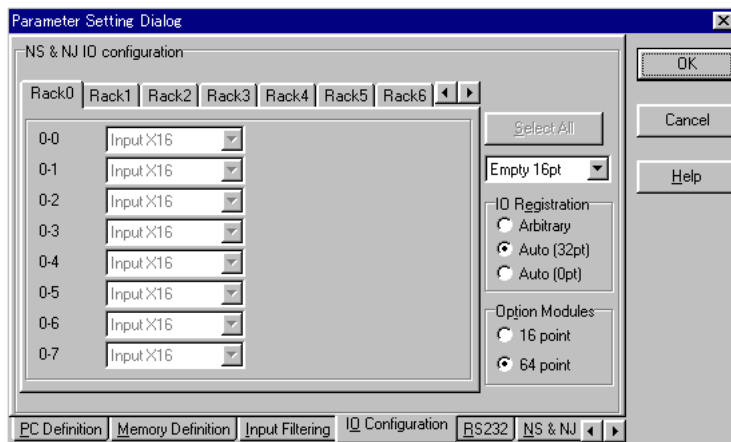 Parameter Setting Dialog
NS & NJ IO configuration
Rack0 Rack1 Rack2 Rack3 Rack4 Rack5 Rack6
0-0 Input X16
0-1 Input X16
0-2 Input X16
0-3 Input X16
0-4 Input X16
0-5 Input X16
0-6 Input X16
0-7 Input X16
Select All
Empty 16pt
IO Registration
Arbitrary
Auto (32pt)
Auto (0pt)
Option Modules
16 point
64 point
OK
Cancel
Help
PC Definition Memory Definition Input Filtering IO Configuration RS232 NS & NJ